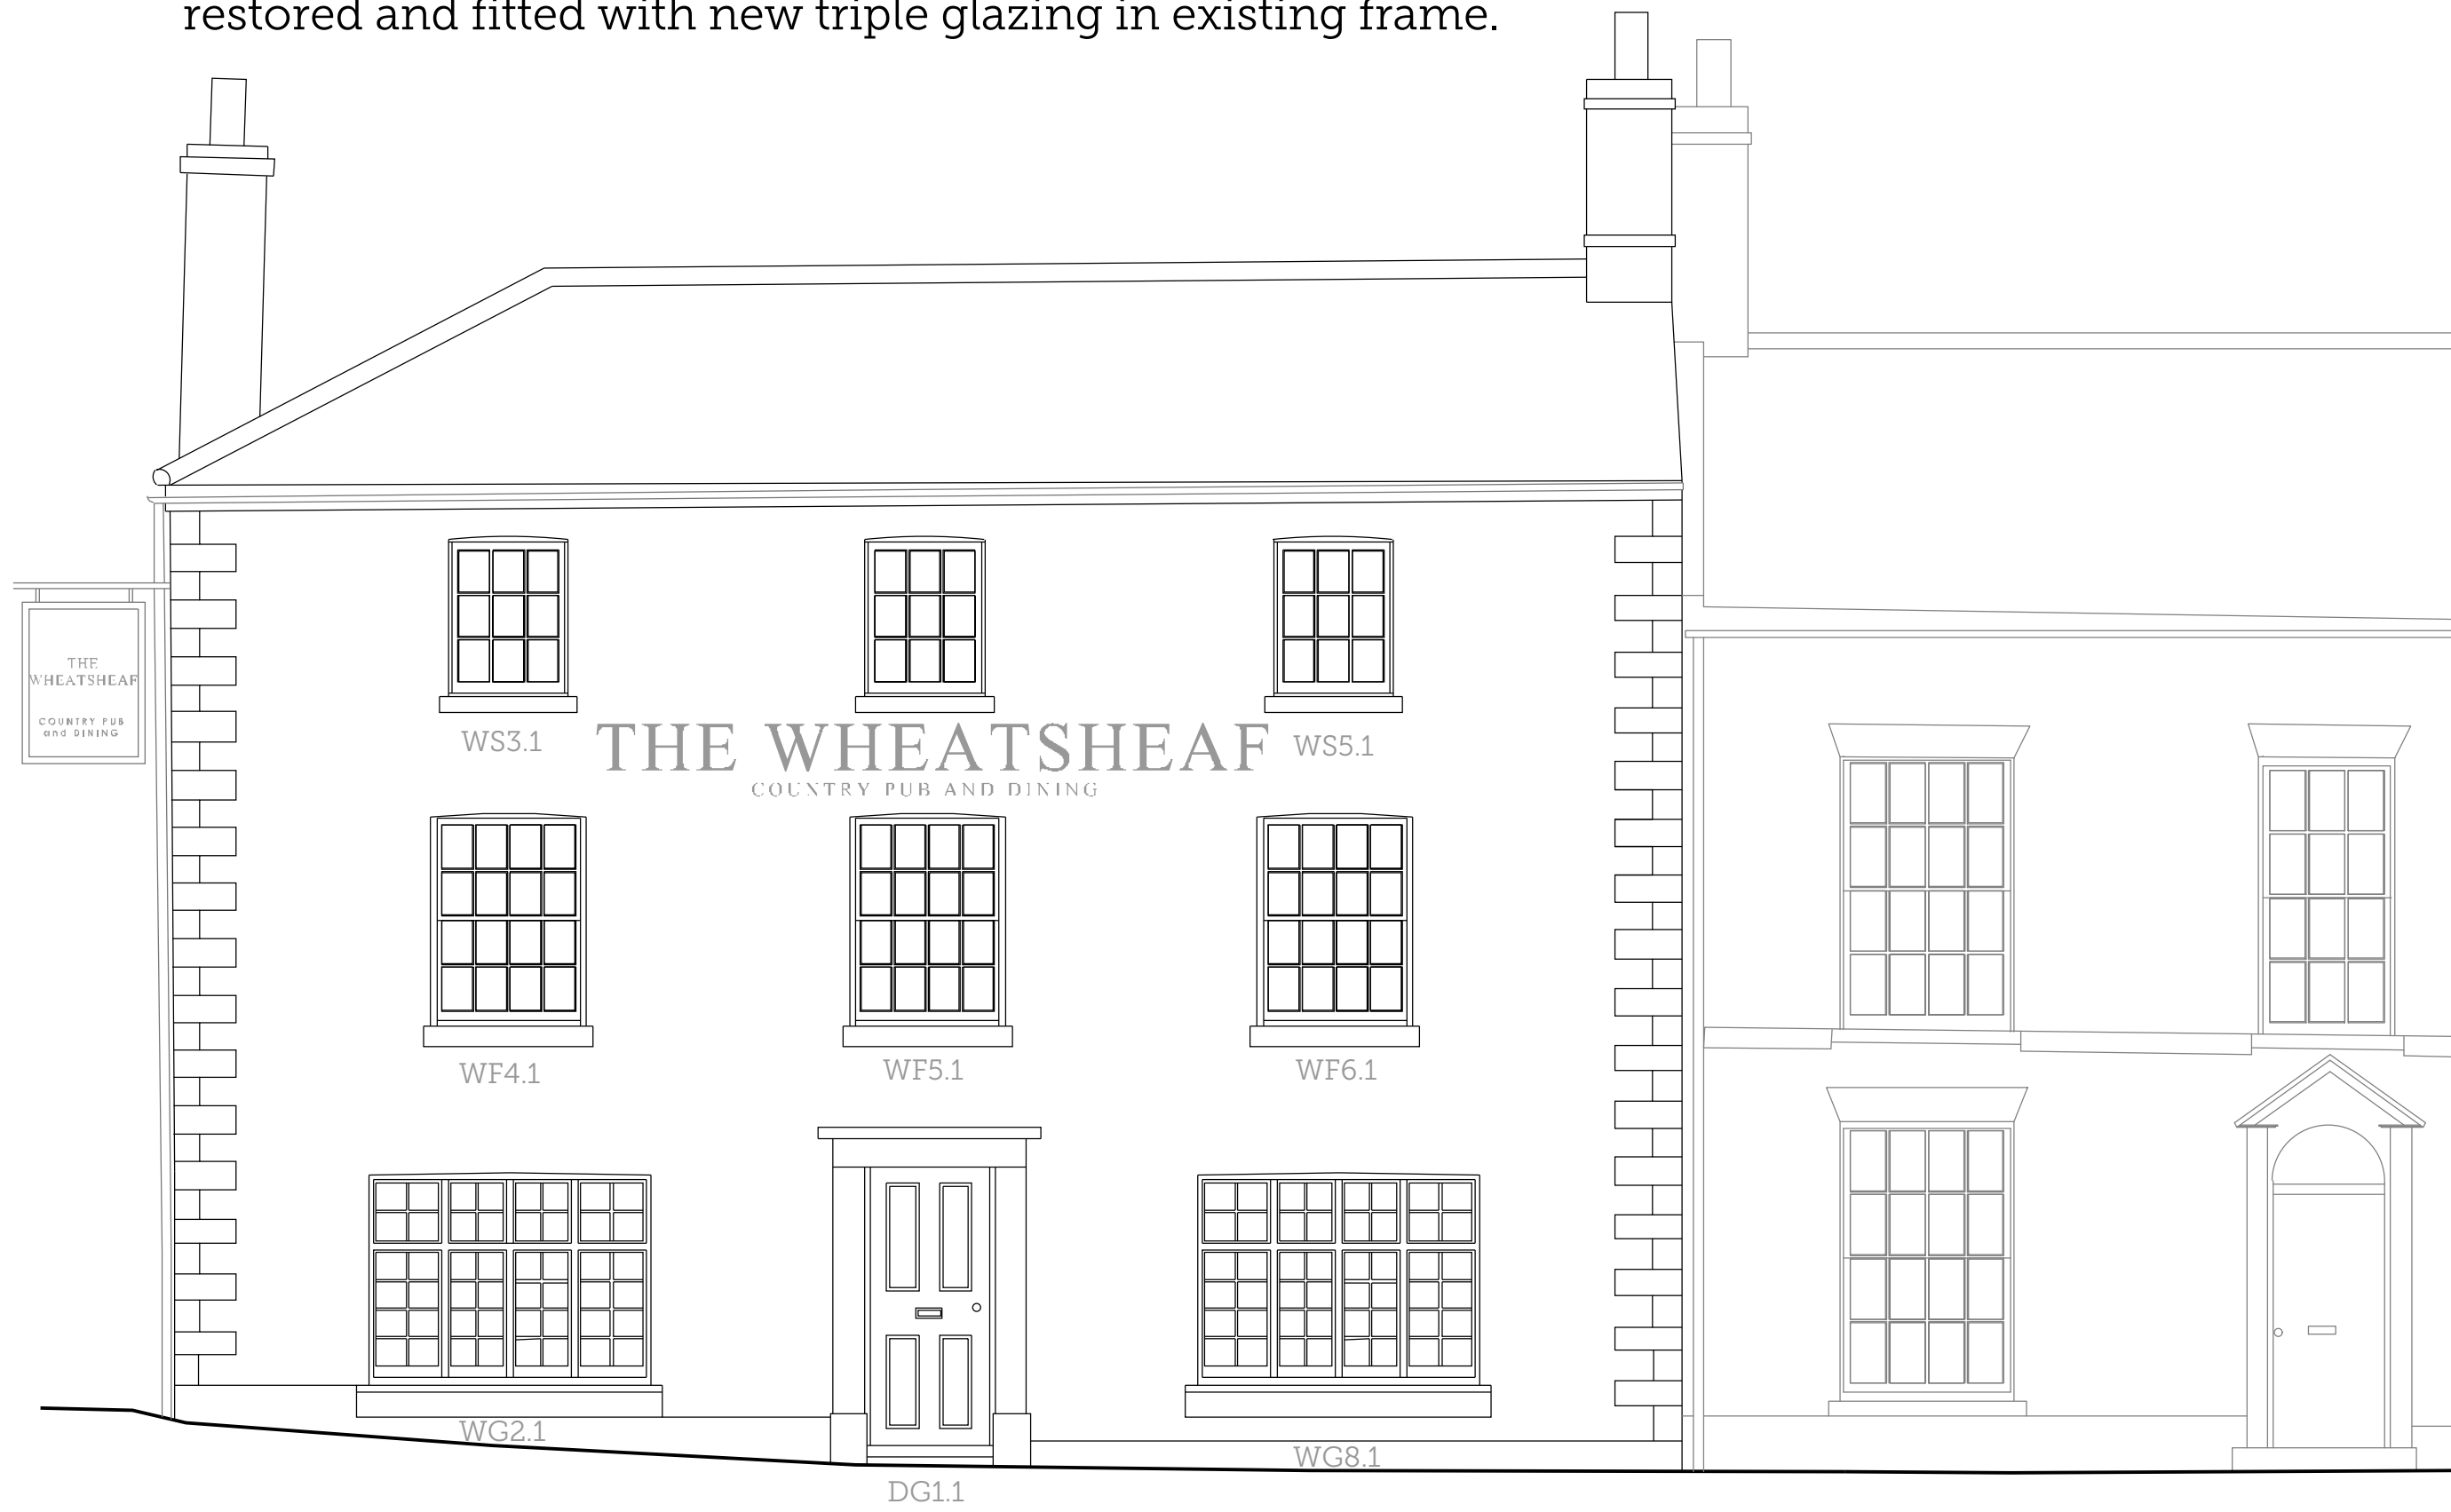 restored and fitted with new triple glazing in existing frame.
THE
WHEATSHEAF
COUNTRY PUB
and DINING
WS3.1
THE WHEATSHEAF
COUNTRY PUB AND DINING
WS5.1
WF4.1
WF5.1
WF6.1
WG2.1
WG8.1
DG1.1